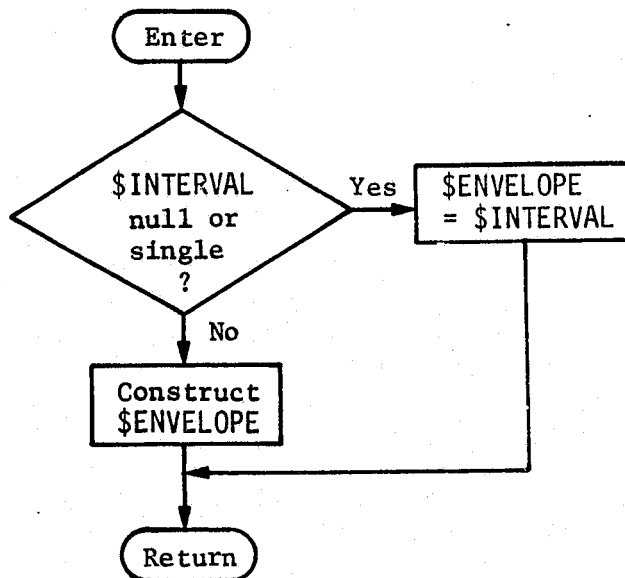 Enter
$INTERVAL
null or
single
?
Yes
$ENVELOPE
= $INTERVAL
No
Construct
$ENVELOPE
Return